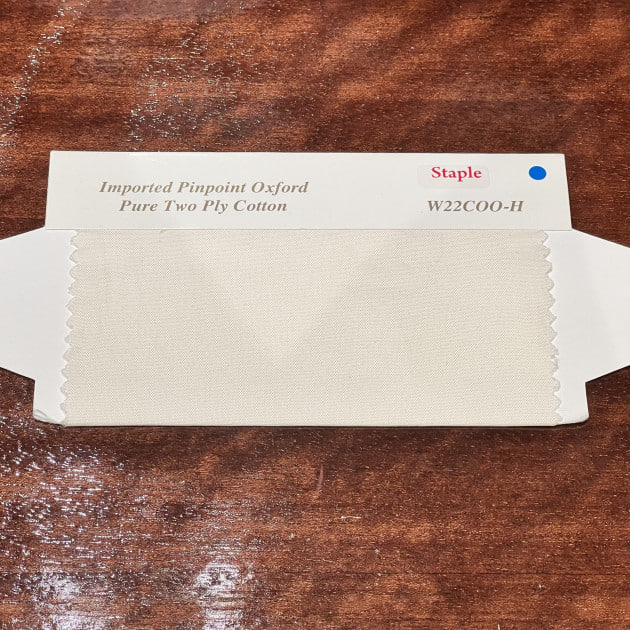 Staple
Imported Pinpoint Oxford
Pure Two Ply Cotton
W22COO-H